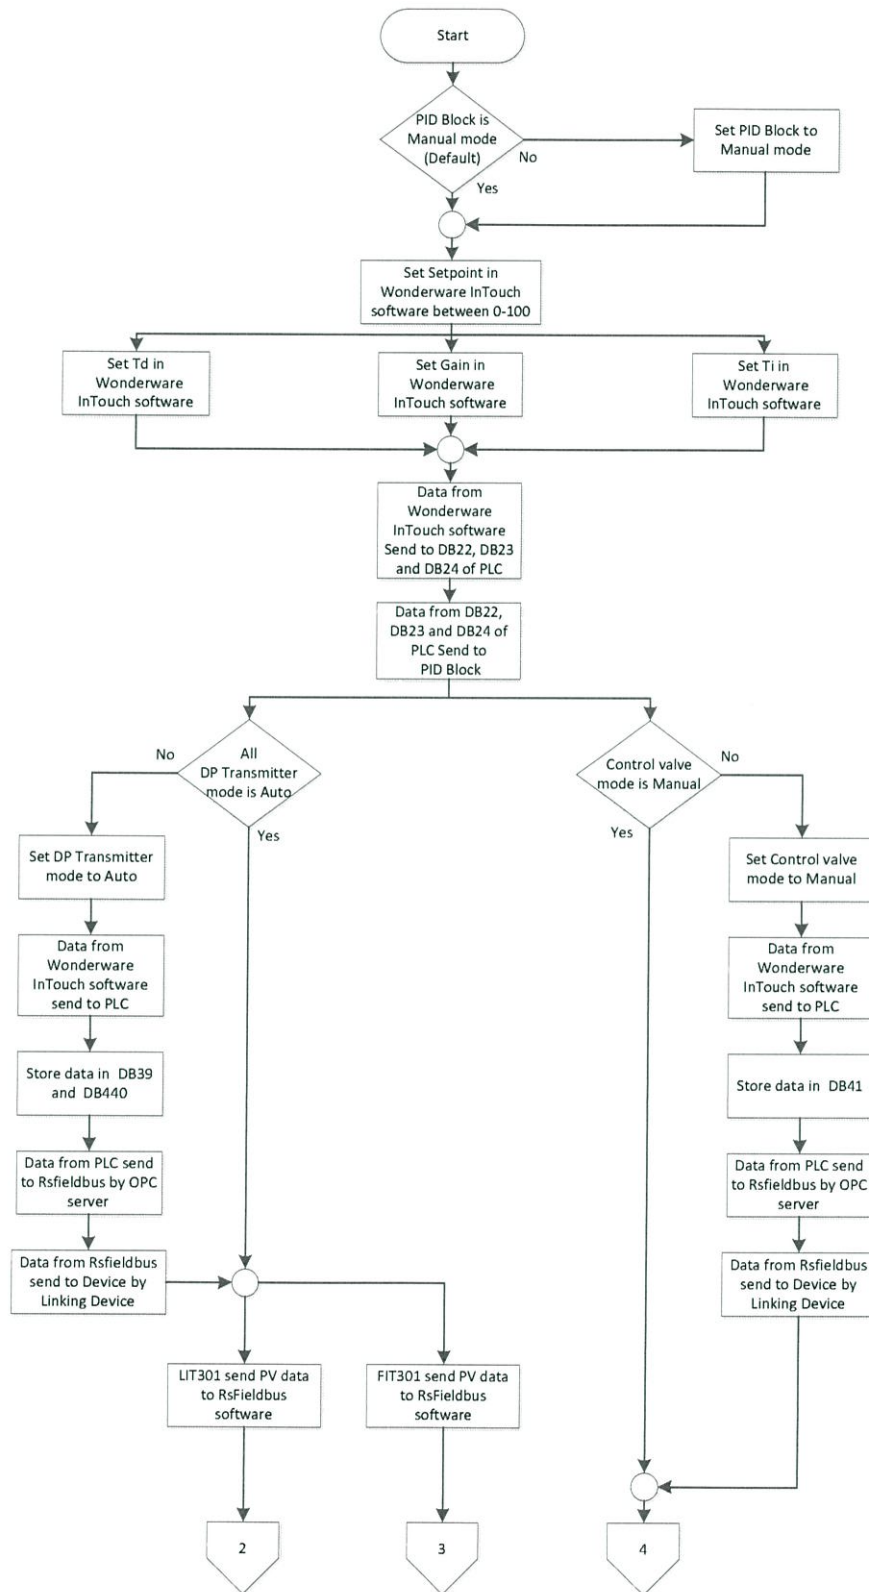 Start
PID Block is
Manual mode
(Default)
No
Yes
Set PID Block to
Manual mode
Set Setpoint in
Wonderware InTouch
software between 0-100
Set Td in
Wonderware
InTouch software
Set Gain in
Wonderware
InTouch software
Set Ti in
Wonderware
InTouch software
Data from
Wonderware
InTouch software
Send to DB22, DB23
and DB24 of PLC
Data from DB22,
DB23 and DB24 of
PLC Send to
PID Block
No
All
DP Transmitter
mode is Auto
Yes
Control valve
mode is Manual
No
Yes
Set DP Transmitter
mode to Auto
Data from
Wonderware
InTouch software
send to PLC
Store data in DB39
and DB440
Data from PLC send
to Rsfieldbus by OPC
server
Data from Rsfieldbus
send to Device by
Linking Device
Set Control valve
mode to Manual
Data from
Wonderware
InTouch software
send to PLC
Store data in DB41
Data from PLC send
to Rsfieldbus by OPC
server
Data from Rsfieldbus
send to Device by
Linking Device
LIT301 send PV data
to RsFieldbus
software
FIT301 send PV data
to RsFieldbus
software
2
3
4